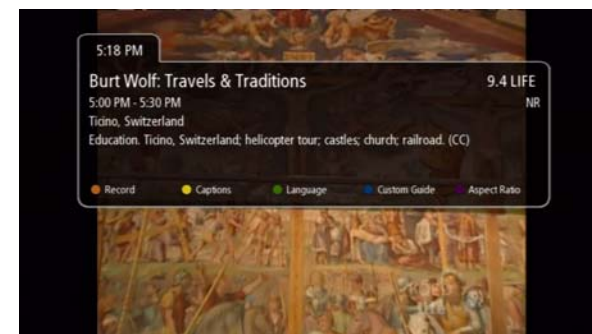 5:18 PM
Burt Wolf: Travels & Traditions 9.4 LIFE
5:00 PM - 5:30 PM NR
Ticino, Switzerland
Education. Ticino, Switzerland; helicopter tour; castles; church; railroad. (CC)
Record Captions Language Custom Guide Aspect Ratio